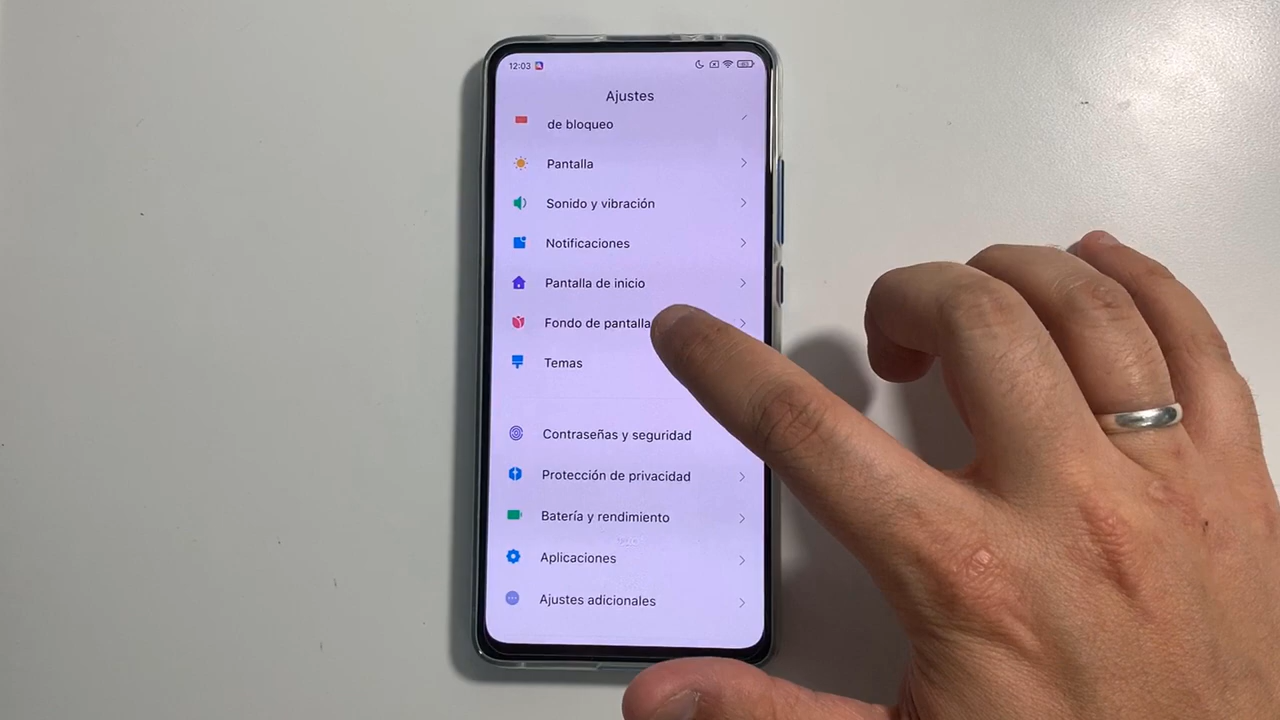 12:03
Ajustes
de bloqueo
Pantalla
Sonido y vibración
Notificaciones
Pantalla de inicio
Fondo de pantalla
Temas
Contraseñas y seguridad
Protección de privacidad
Batería y rendimiento
Aplicaciones
Ajustes adicionales